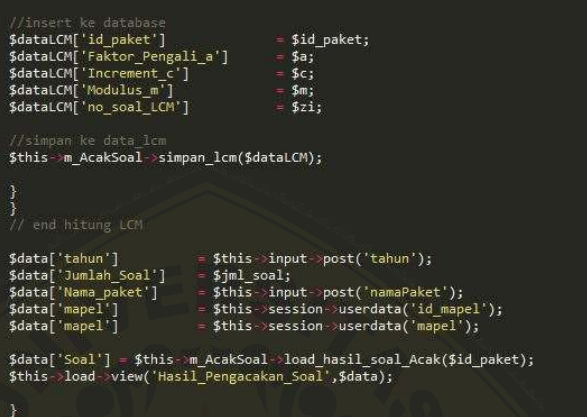 //insert ke database
$dataLCM['id_paket'] = $id_paket;
$dataLCM['Faktor_Pengali_a'] = $a;
$dataLCM['Increment_c'] = $c;
$dataLCM['Modulus_m'] = $m;
$dataLCM['no_soal_LCM'] = $zi;
//simpan ke data_lcm
$this->m_AcakSoal->simpan_lcm($dataLCM);
}
}
// end hitung LCM
$data['tahun'] = $this->input->post('tahun');
$data['Jumlah_Soal'] = $jml_soal;
$data['Nama_paket'] = $this->input->post('namaPaket');
$data['mapel'] = $this->session->userdata('id_mapel');
$data['mapel'] = $this->session->userdata('mapel');
$data['Soal'] = $this->m_AcakSoal->load_hasil_soal_Acak($id_paket);
$this->load->view('Hasil_Pengacakan_Soal',$data);
}